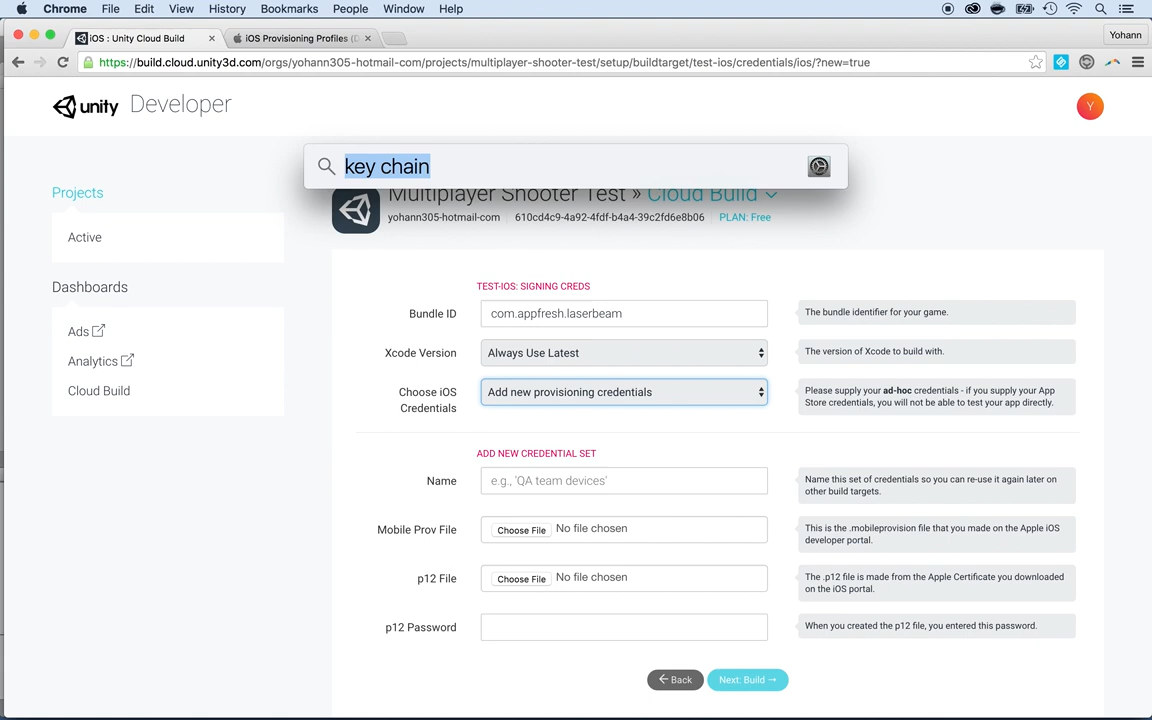 Chrome File Edit View History Bookmarks People Window Help
iOS : Unity Cloud Build
iOS Provisioning Profiles (D
Yohann
https://build.cloud.unity3d.com/orgs/yohann305-hotmail-com/projects/multiplayer-shooter-test/setup/buildtarget/test-ios/credentials/ios/?new=true
unity Developer
Y
key chain
Projects
Active
Dashboards
Ads
Analytics
Cloud Build
Multiplayer Shooter Test » Cloud Build
yohann305-hotmail-com 610cd4c9-4a92-4fdf-b4a4-39c2fd6e8b06 PLAN: Free
TEST-IOS: SIGNING CREDS
Bundle ID com.appfresh.laserbeam The bundle identifier for your game.
Xcode Version Always Use Latest The version of Xcode to build with.
Choose iOS Credentials Add new provisioning credentials
Please supply your ad-hoc credentials - if you supply your App
Store credentials, you will not be able to test your app directly.
ADD NEW CREDENTIAL SET
Name e.g., 'QA team devices'
Name this set of credentials so you can re-use it again later on
other build targets.
Mobile Prov File Choose File No file chosen
This is the .mobileprovision file that you made on the Apple iOS
developer portal.
p12 File Choose File No file chosen
The .p12 file is made from the Apple Certificate you downloaded
on the iOS portal.
p12 Password When you created the p12 file, you entered this password.
← Back Next: Build →